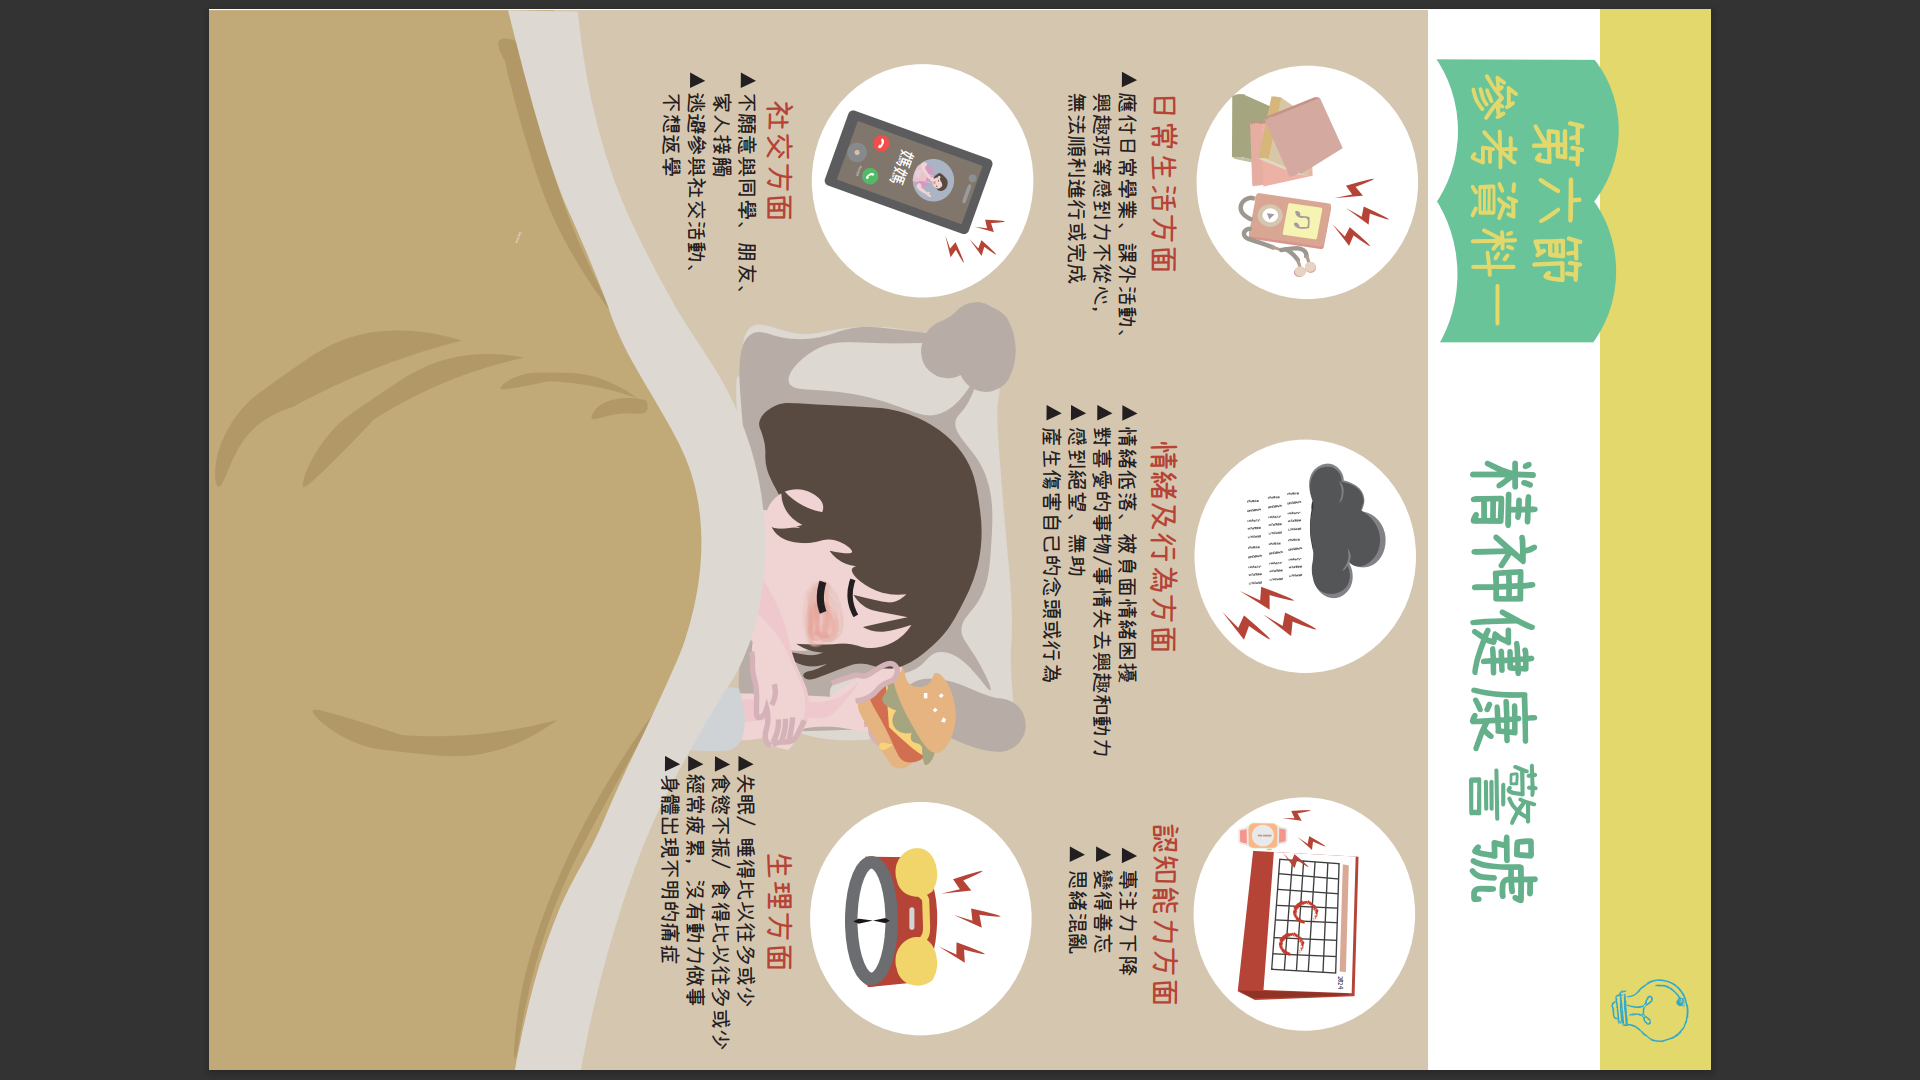 第六節
參考資料一
精神健康警號
日常生活方面
▲應付日常學業、課外活動、
興趣班等感到力不從心，
無法順利進行或完成
情緒及行為方面
▲情緒低落、被負面情緒困擾
▲對喜愛的事物/事情失去興趣和動力
▲感到絕望、無助
▲產生傷害自己的念頭或行為
認知能力方面
▲專注力下降
▲變得善忘
▲思緒混亂
2024
媽媽
社交方面
▲不願意與同學、朋友、
家人接觸
▲逃避參與社交活動、
不想返學
生理方面
▲失眠/ 睡得比以往多或少
▲食慾不振/ 食得比以往多或少
▲經常疲累，沒有動力做事
▲身體出現不明的痛症